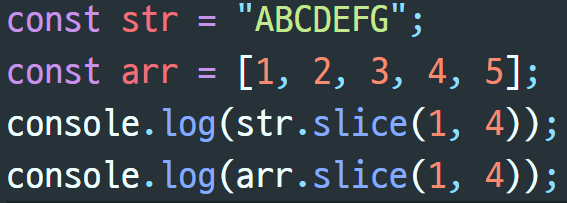 const str = "ABCDEFG";
const arr = [1, 2, 3, 4, 5];
console.log(str.slice(1, 4));
console.log(arr.slice(1, 4));